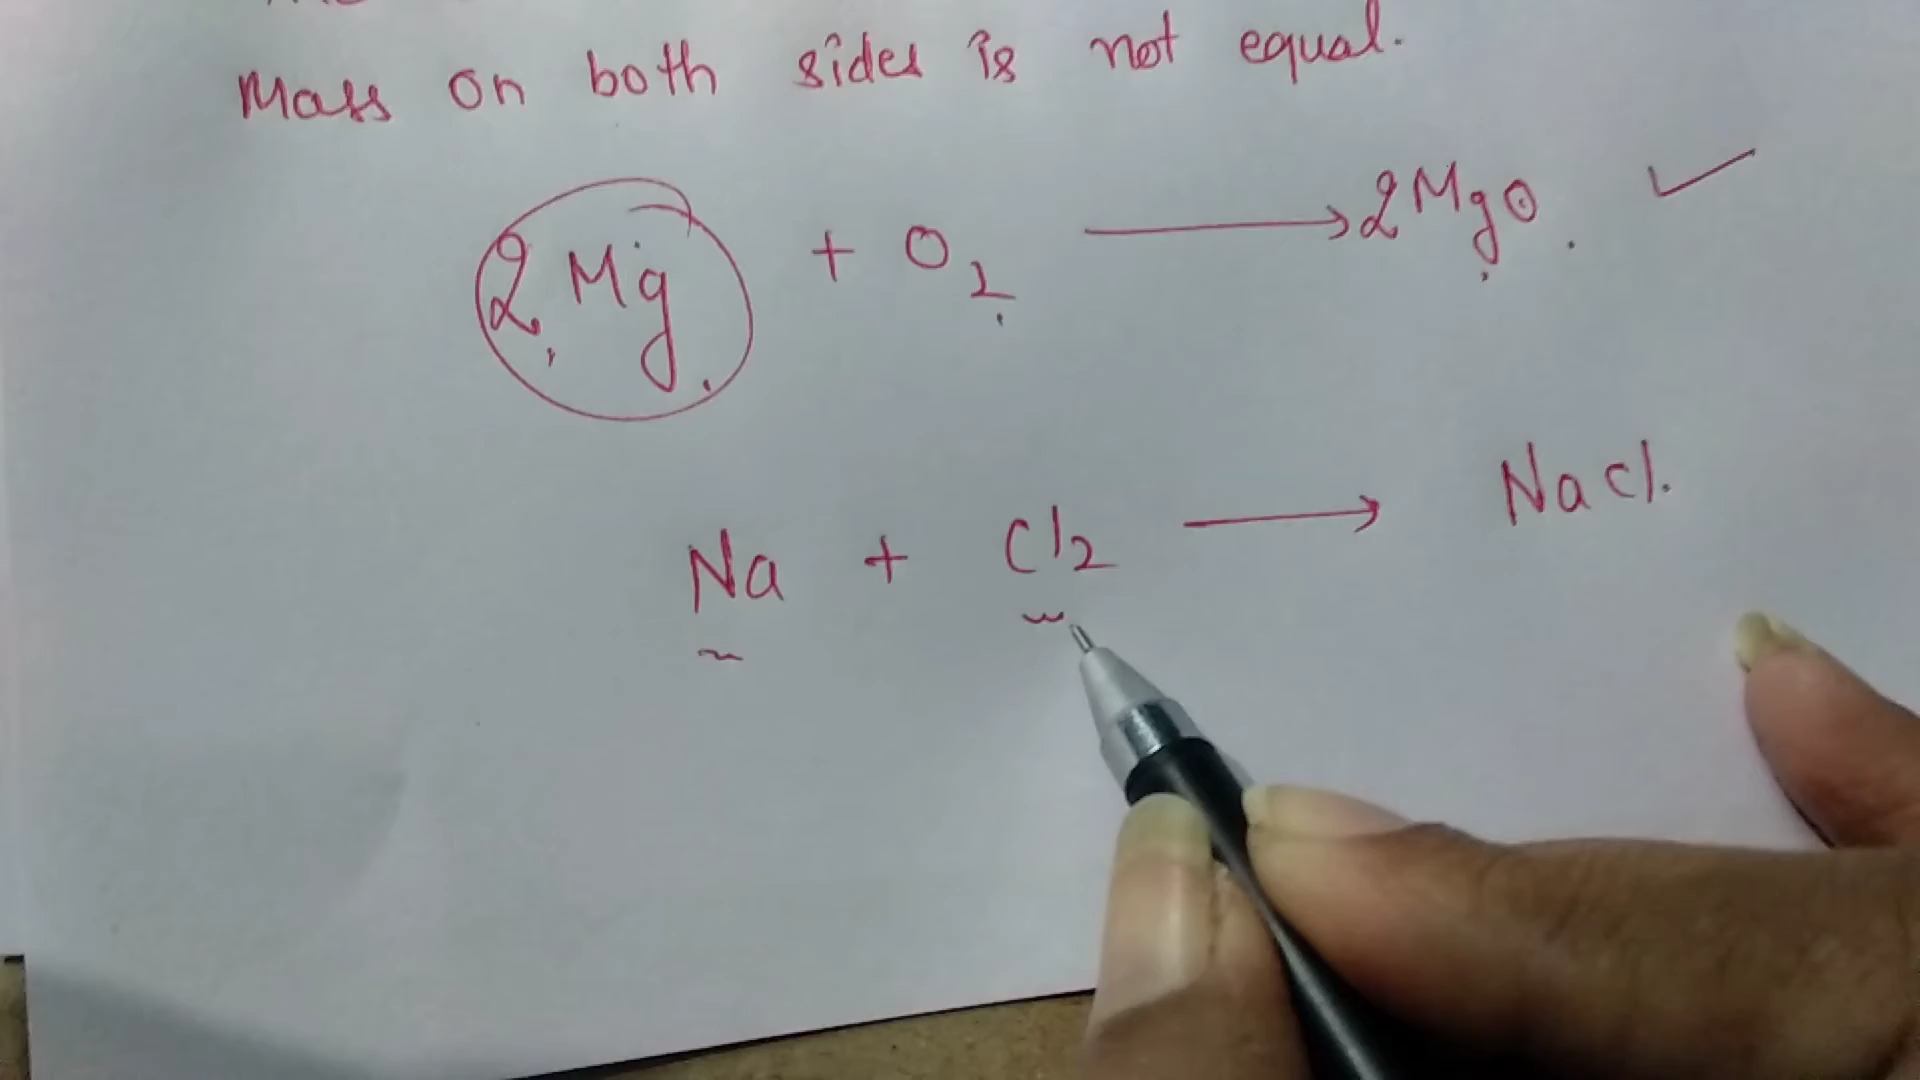 Mass on both sides is not equal.
2Mg + O2 → 2MgO. ✓
Na + Cl2 → NaCl.